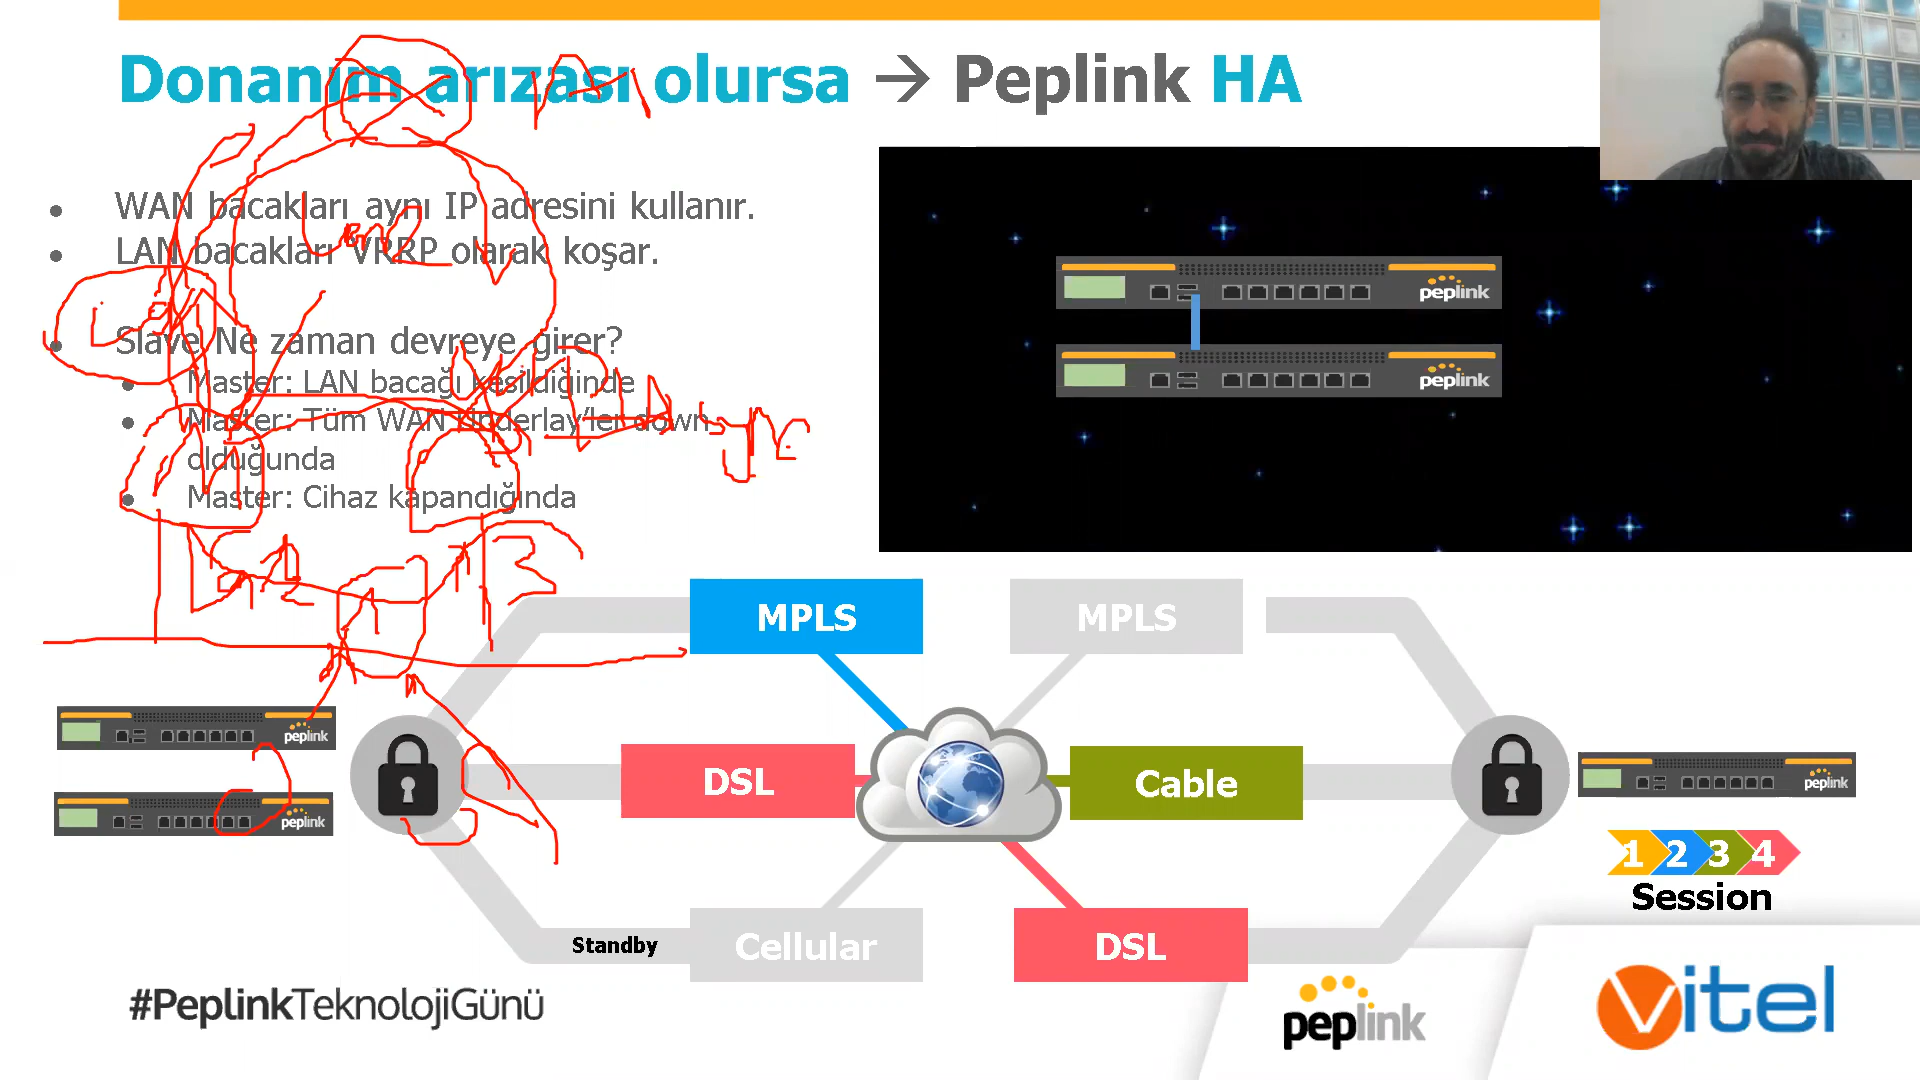 Donanım arızası olursa → Peplink HA
WAN bacakları aynı IP adresini kullanır.
LAN bacakları VRRP olarak koşar.
Slave Ne zaman devreye girer?
Master: LAN bacağı kesildiğinde
Master: Tüm WAN Underlay’ler down
olduğunda
Master: Cihaz kapandığında
peplink
peplink
MPLS
MPLS
peplink
peplink
DSL
Cable
peplink
1 2 3 4
Session
Standby
Cellular
DSL
#PeplinkTeknolojiGünü
peplink
vitel